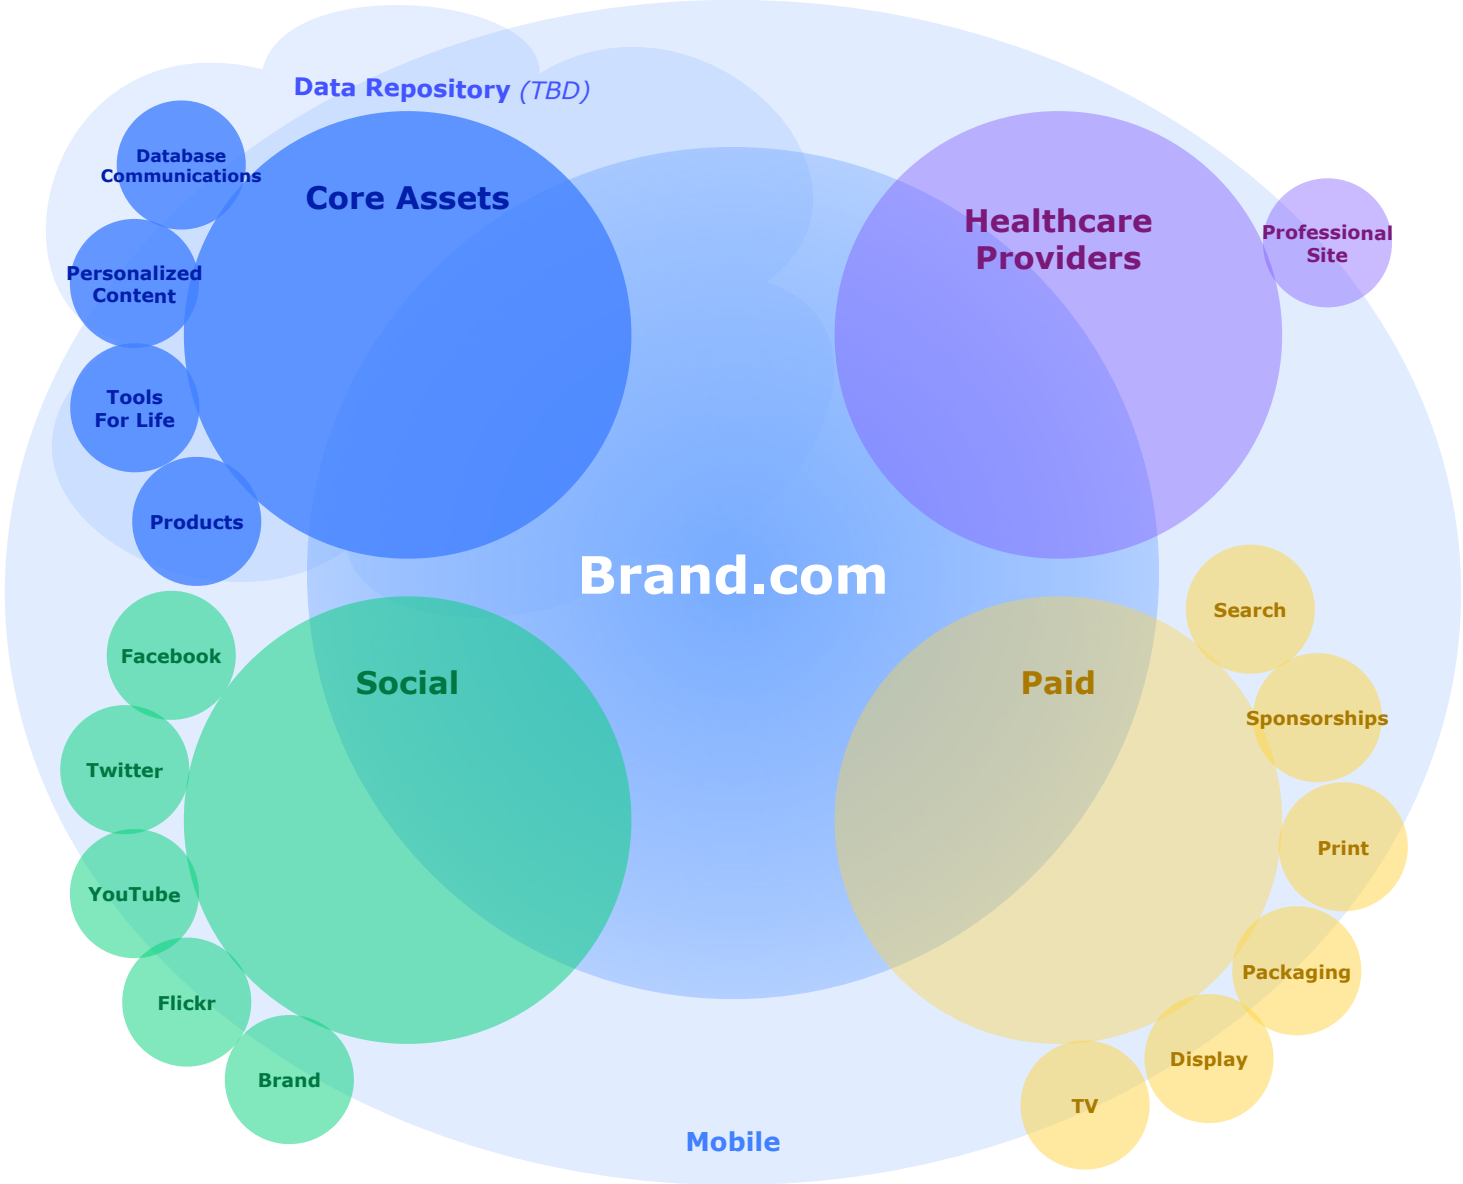 Data Repository (TBD)
Database
Communications
Core Assets
Personalized
Content
Tools
For Life
Products
Healthcare
Providers
Professional
Site
Brand.com
Facebook
Twitter
YouTube
Flickr
Brand
Social
Paid
Search
Sponsorships
Print
Packaging
Display
TV
Mobile